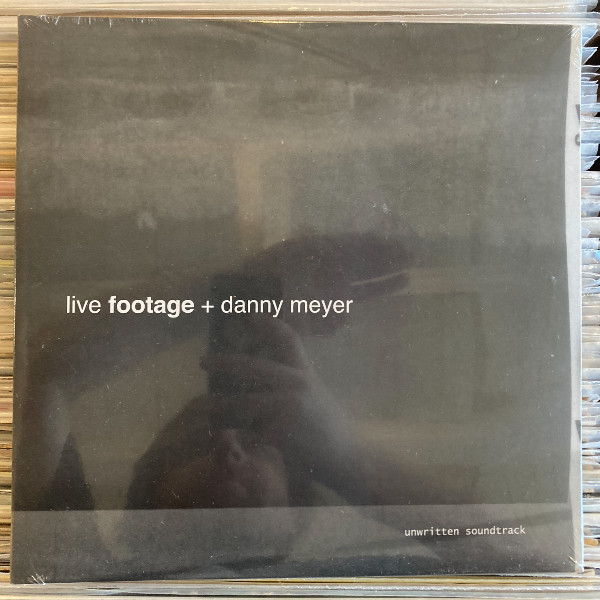 live footage + danny meyer
unwritten soundtrack